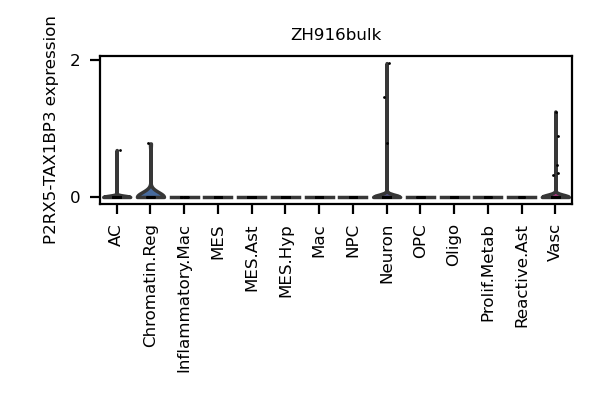 ZH916bulk
P2RX5-TAX1BP3 expression
2
0
AC
Chromatin.Reg
Inflammatory.Mac
MES
MES.Ast
MES.Hyp
Mac
NPC
Neuron
OPC
Oligo
Prolif.Metab
Reactive.Ast
Vasc